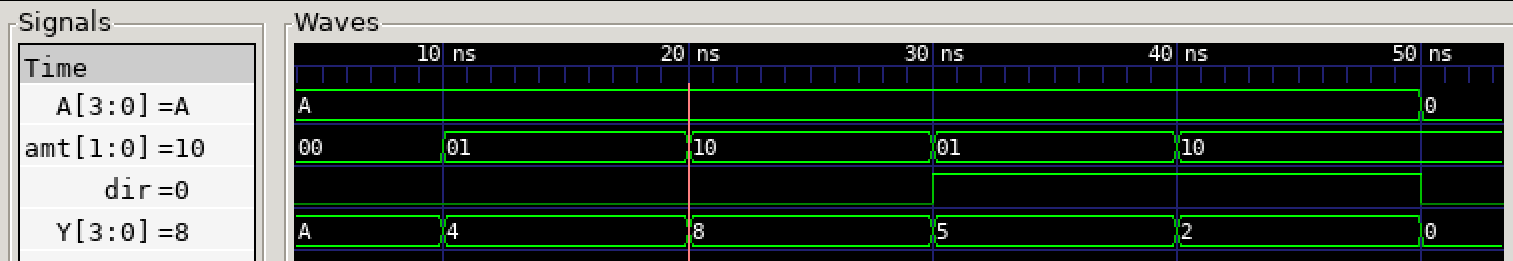 Signals
Waves
Time
10 ns 20 ns 30 ns 40 ns 50 ns
A[3:0] =A
A 0
amt[1:0] =10
00 01 10 01 10
dir =0
Y[3:0] =8
A 4 8 5 2 0